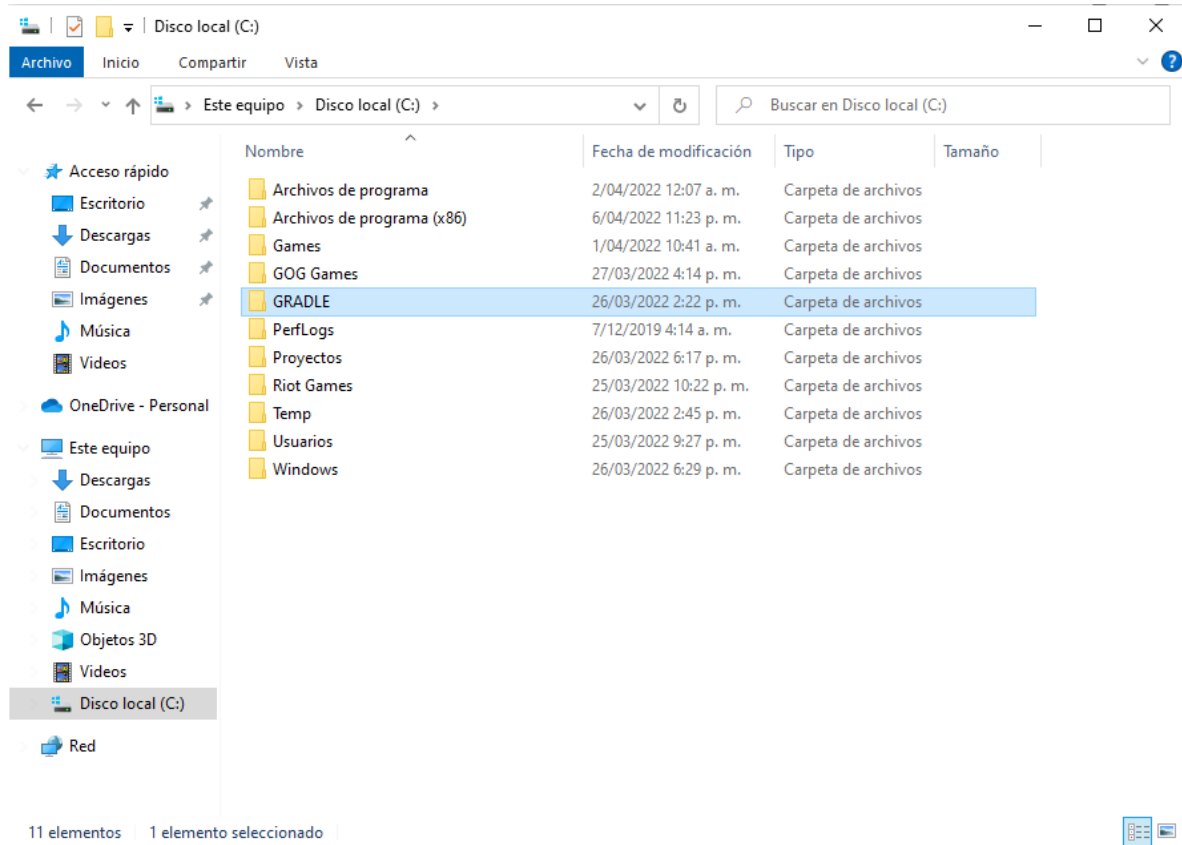 Disco local (C:)
Archivo Inicio Compartir Vista
Este equipo Disco local (C:) Buscar en Disco local (C:)
Nombre Fecha de modificación Tipo Tamaño
Acceso rápido
Escritorio
Descargas
Documentos
Imágenes
Música
Videos
OneDrive - Personal
Este equipo
Descargas
Documentos
Escritorio
Imágenes
Música
Objetos 3D
Videos
Disco local (C:)
Red
Archivos de programa 2/04/2022 12:07 a. m. Carpeta de archivos
Archivos de programa (x86) 6/04/2022 11:23 p. m. Carpeta de archivos
Games 1/04/2022 10:41 a. m. Carpeta de archivos
GOG Games 27/03/2022 4:14 p. m. Carpeta de archivos
GRADLE 26/03/2022 2:22 p. m. Carpeta de archivos
PerfLogs 7/12/2019 4:14 a. m. Carpeta de archivos
Proyectos 26/03/2022 6:17 p. m. Carpeta de archivos
Riot Games 25/03/2022 10:22 p. m. Carpeta de archivos
Temp 26/03/2022 2:45 p. m. Carpeta de archivos
Usuarios 25/03/2022 9:27 p. m. Carpeta de archivos
Windows 26/03/2022 6:29 p. m. Carpeta de archivos
11 elementos 1 elemento seleccionado